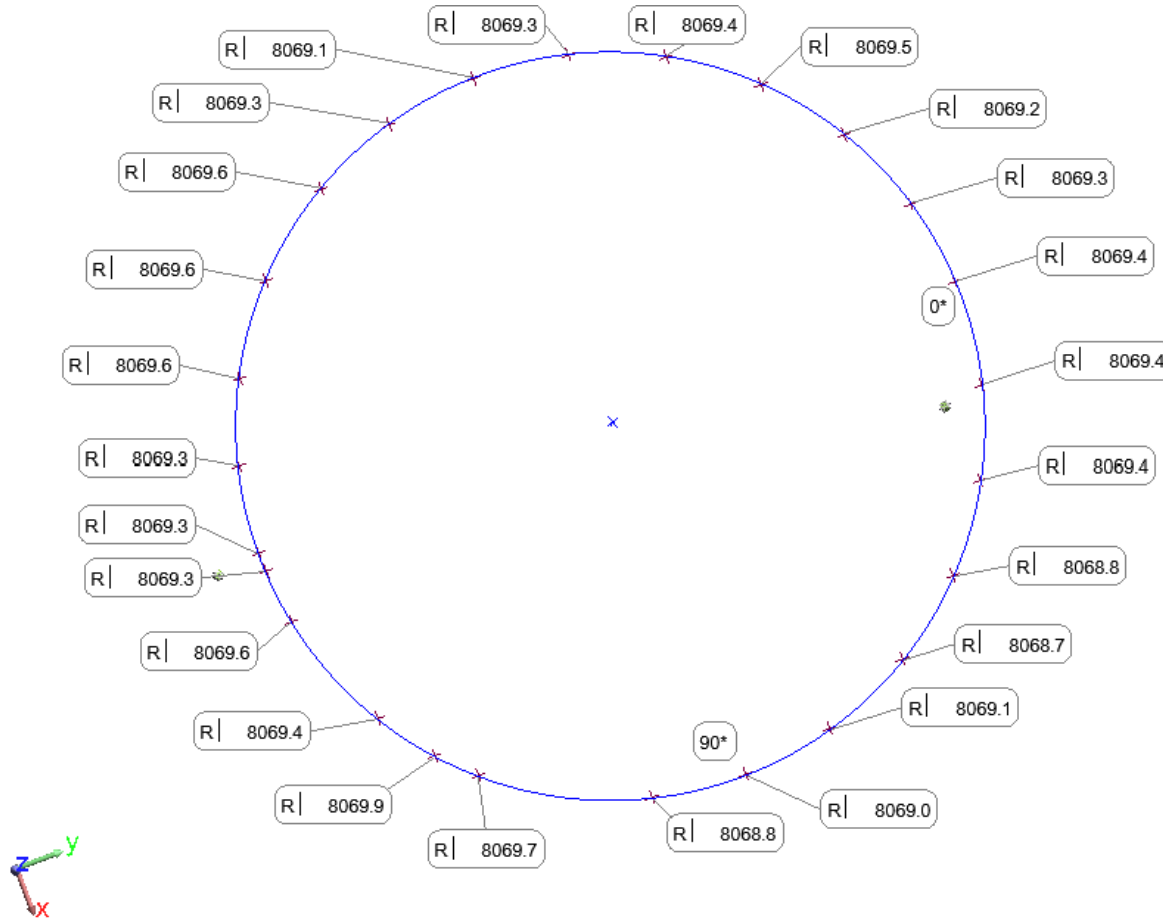 R| 8069.3
R| 8069.4
R| 8069.1
R| 8069.5
R| 8069.3
R| 8069.2
R| 8069.6
R| 8069.3
R| 8069.6
R| 8069.4
0*
R| 8069.6
R| 8069.4
R| 8069.3
R| 8069.4
R| 8069.3
R| 8069.3
R| 8068.8
R| 8069.6
R| 8068.7
R| 8069.4
R| 8069.1
90*
R| 8069.9
R| 8069.0
R| 8068.8
R| 8069.7
y
z
x